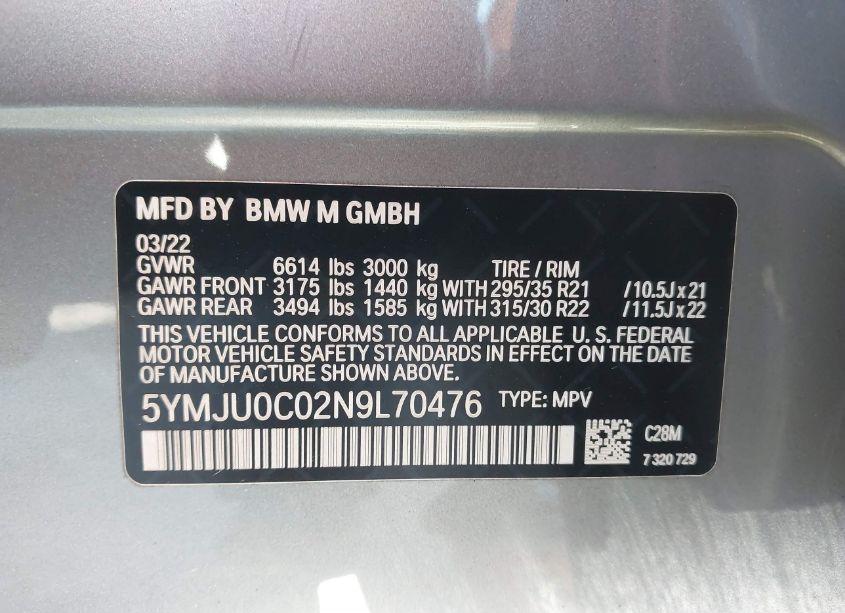 MFD BY BMW M GMBH
03/22
GVWR 6614 lbs 3000 kg TIRE / RIM
GAWR FRONT 3175 lbs 1440 kg WITH 295/35 R21 /10.5J x 21
GAWR REAR 3494 lbs 1585 kg WITH 315/30 R22 /11.5J x 22
THIS VEHICLE CONFORMS TO ALL APPLICABLE U. S. FEDERAL
MOTOR VEHICLE SAFETY STANDARDS IN EFFECT ON THE DATE
OF MANUFACTURE SHOWN ABOVE.
5YMJU0C02N9L70476 TYPE: MPV
C28M
7 320 729